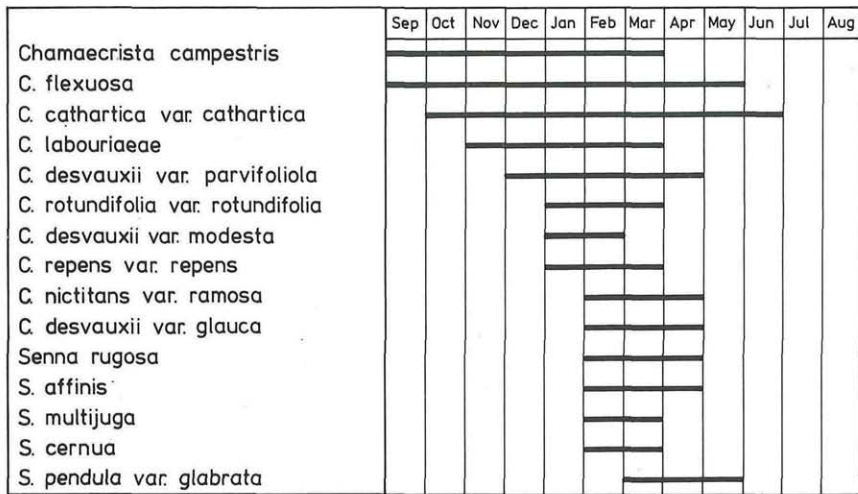 Sep Oct Nov Dec Jan Feb Mar Apr May Jun Jul Aug
Chamaecrista campestris
C. flexuosa
C. cathartica var. cathartica
C. labouriaeae
C. desvauxii var. parvifoliola
C. rotundifolia var. rotundifolia
C. desvauxii var. modesta
C. repens var. repens
C. nictitans var. ramosa
C. desvauxii var. glauca
Senna rugosa
S. affinis
S. multijuga
S. cernua
S. pendula var. glabrata